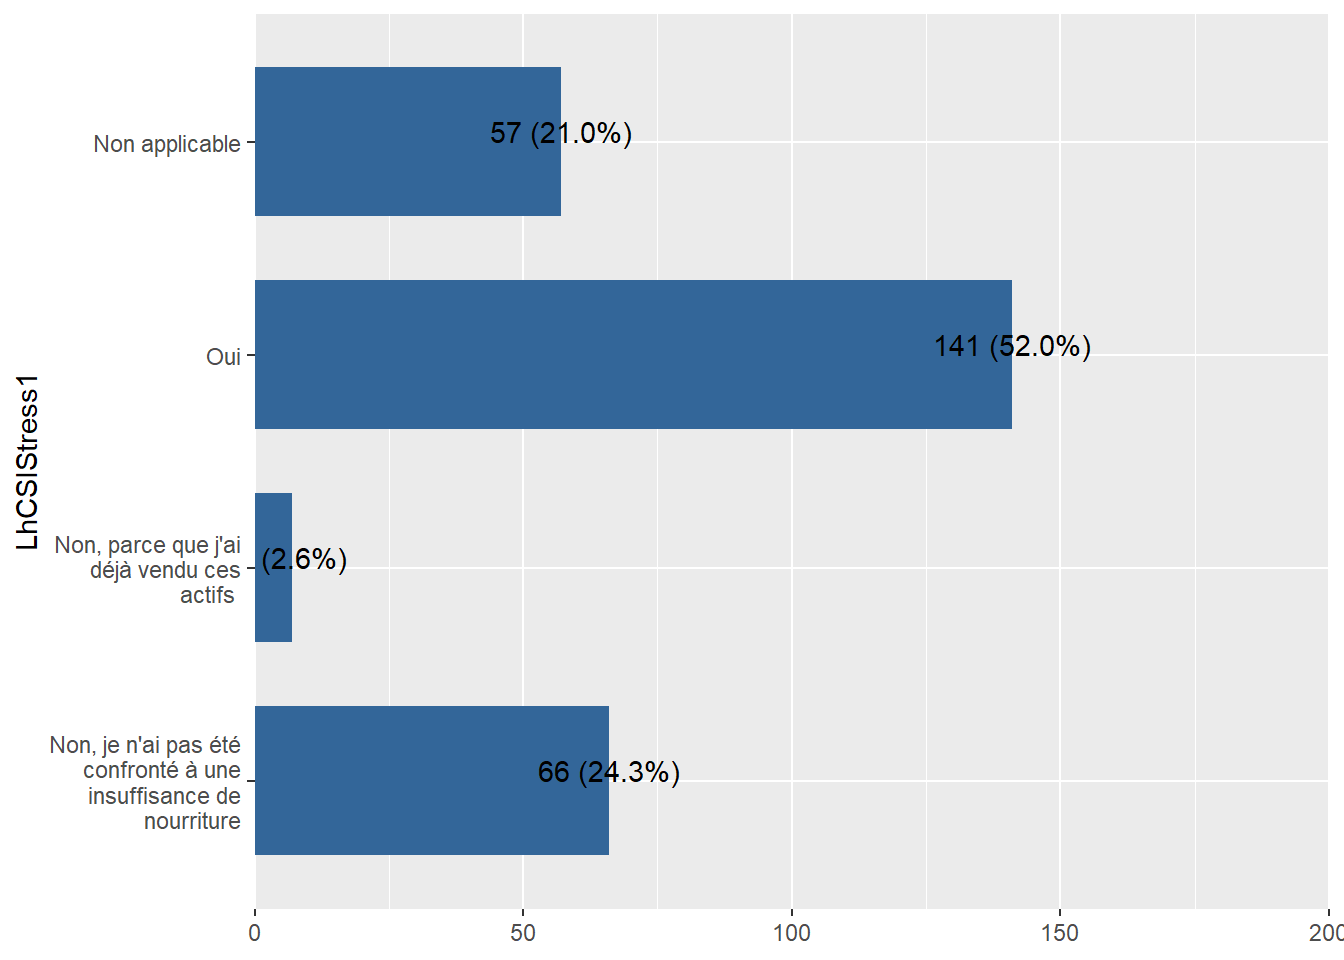 Non applicable
57 (21.0%)
Oui
141 (52.0%)
Non, parce que j'ai
déjà vendu ces
actifs
(2.6%)
Non, je n'ai pas été
confronté à une
insuffisance de
nourriture
66 (24.3%)
LhCSIStress1
0
50
100
150
200